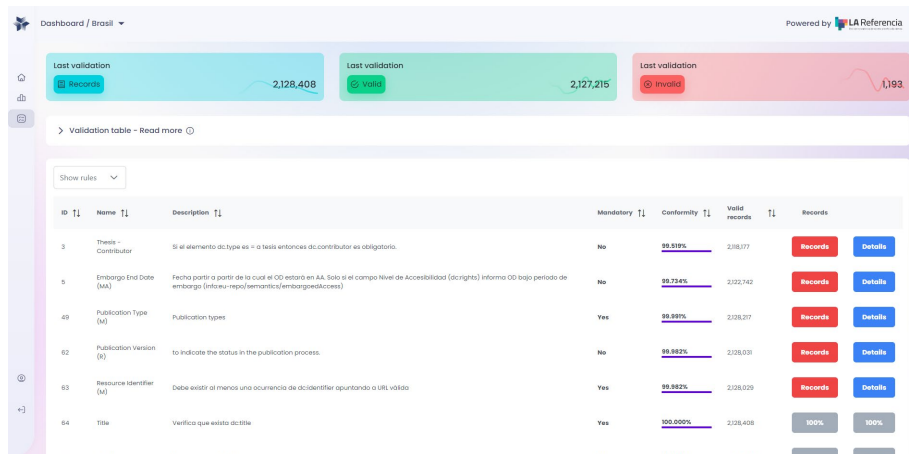 Dashboard / Brasil
Powered by LA Referencia
Last validation
Records
2,128,408
Last validation
Valid
2,127,215
Last validation
Invalid
1,193
Validation table - Read more
Show rules
ID Name Description Mandatory Conformity Valid records Records
3 Thesis - Contributor Si el elemento dc.type es = a tesis entonces dc.contributor es obligatorio. No 99.519% 2,118,177 Records Details
5 Embargo End Date (MA) Fecha partir a partir de la cual el OD estará en AA. Solo si el campo Nivel de Accesibilidad (dc:rights) informa OD bajo período de
embargo (info:eu-repo/semantics/embargoedAccess) No 99.734% 2,122,742 Records Details
49 Publication Type (M) Publication types Yes 99.991% 2,128,217 Records Details
62 Publication Version (R) to indicate the status in the publication process. No 99.982% 2,128,031 Records Details
63 Resource Identifier (M) Debe existir al menos una ocurrencia de dc:identifier apuntando a URL válida Yes 99.982% 2,128,029 Records Details
64 Title Verifica que exista dc:title Yes 100.000% 2,128,408 100% 100%